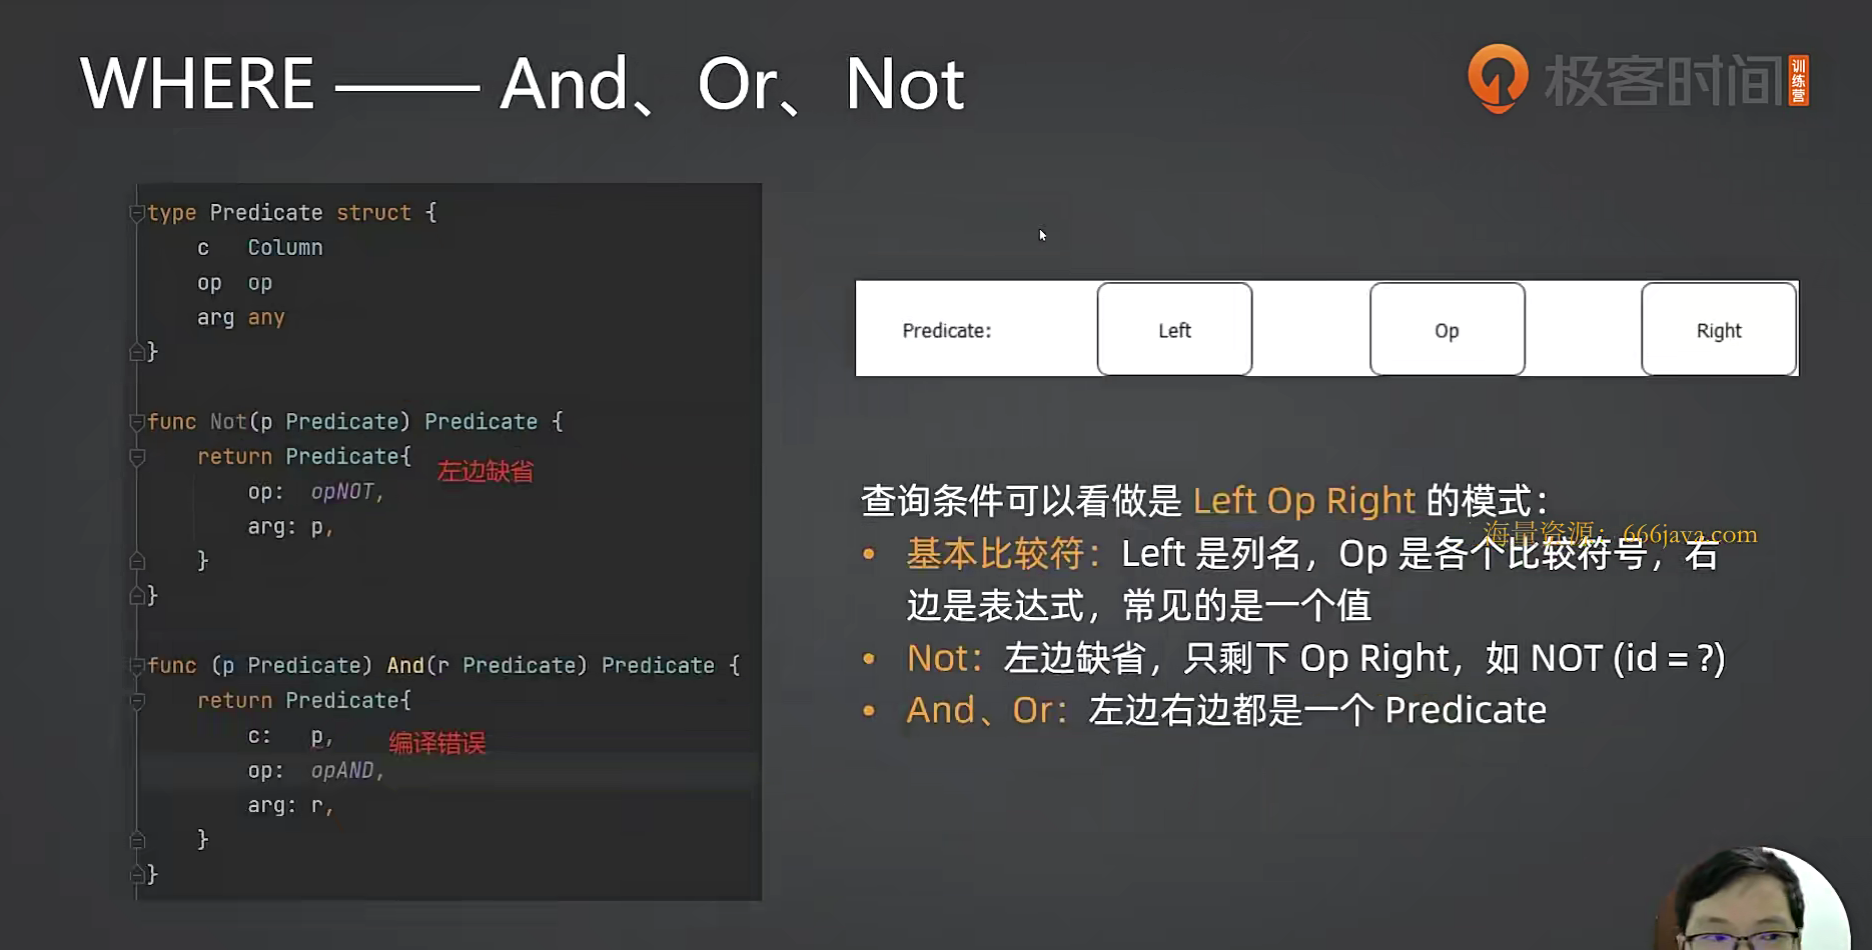 WHERE —— And、Or、Not
极客时间
训练营
type Predicate struct {
c Column
op op
arg any
}
func Not(p Predicate) Predicate {
return Predicate{
左边缺省
op: opNOT,
arg: p,
}
}
func (p Predicate) And(r Predicate) Predicate {
return Predicate{
c: p,
编译错误
op: opAND,
arg: r,
}
}
Predicate: Left Op Right
查询条件可以看做是 Left Op Right 的模式：
海量资源：666java.com
• 基本比较符：Left 是列名，Op 是各个比较符号，右
边是表达式，常见的是一个值
• Not：左边缺省，只剩下 Op Right，如 NOT (id = ?)
• And、Or：左边右边都是一个 Predicate